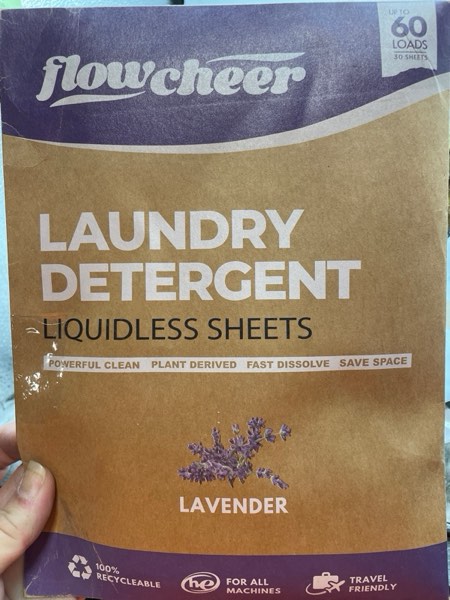 flowcheer
UP TO
60
LOADS
30 SHEETS
LAUNDRY
DETERGENT
LIQUIDLESS SHEETS
POWERFUL CLEAN PLANT DERIVED FAST DISSOLVE SAVE SPACE
LAVENDER
100%
RECYCLEABLE
he
FOR ALL
MACHINES
TRAVEL
FRIENDLY